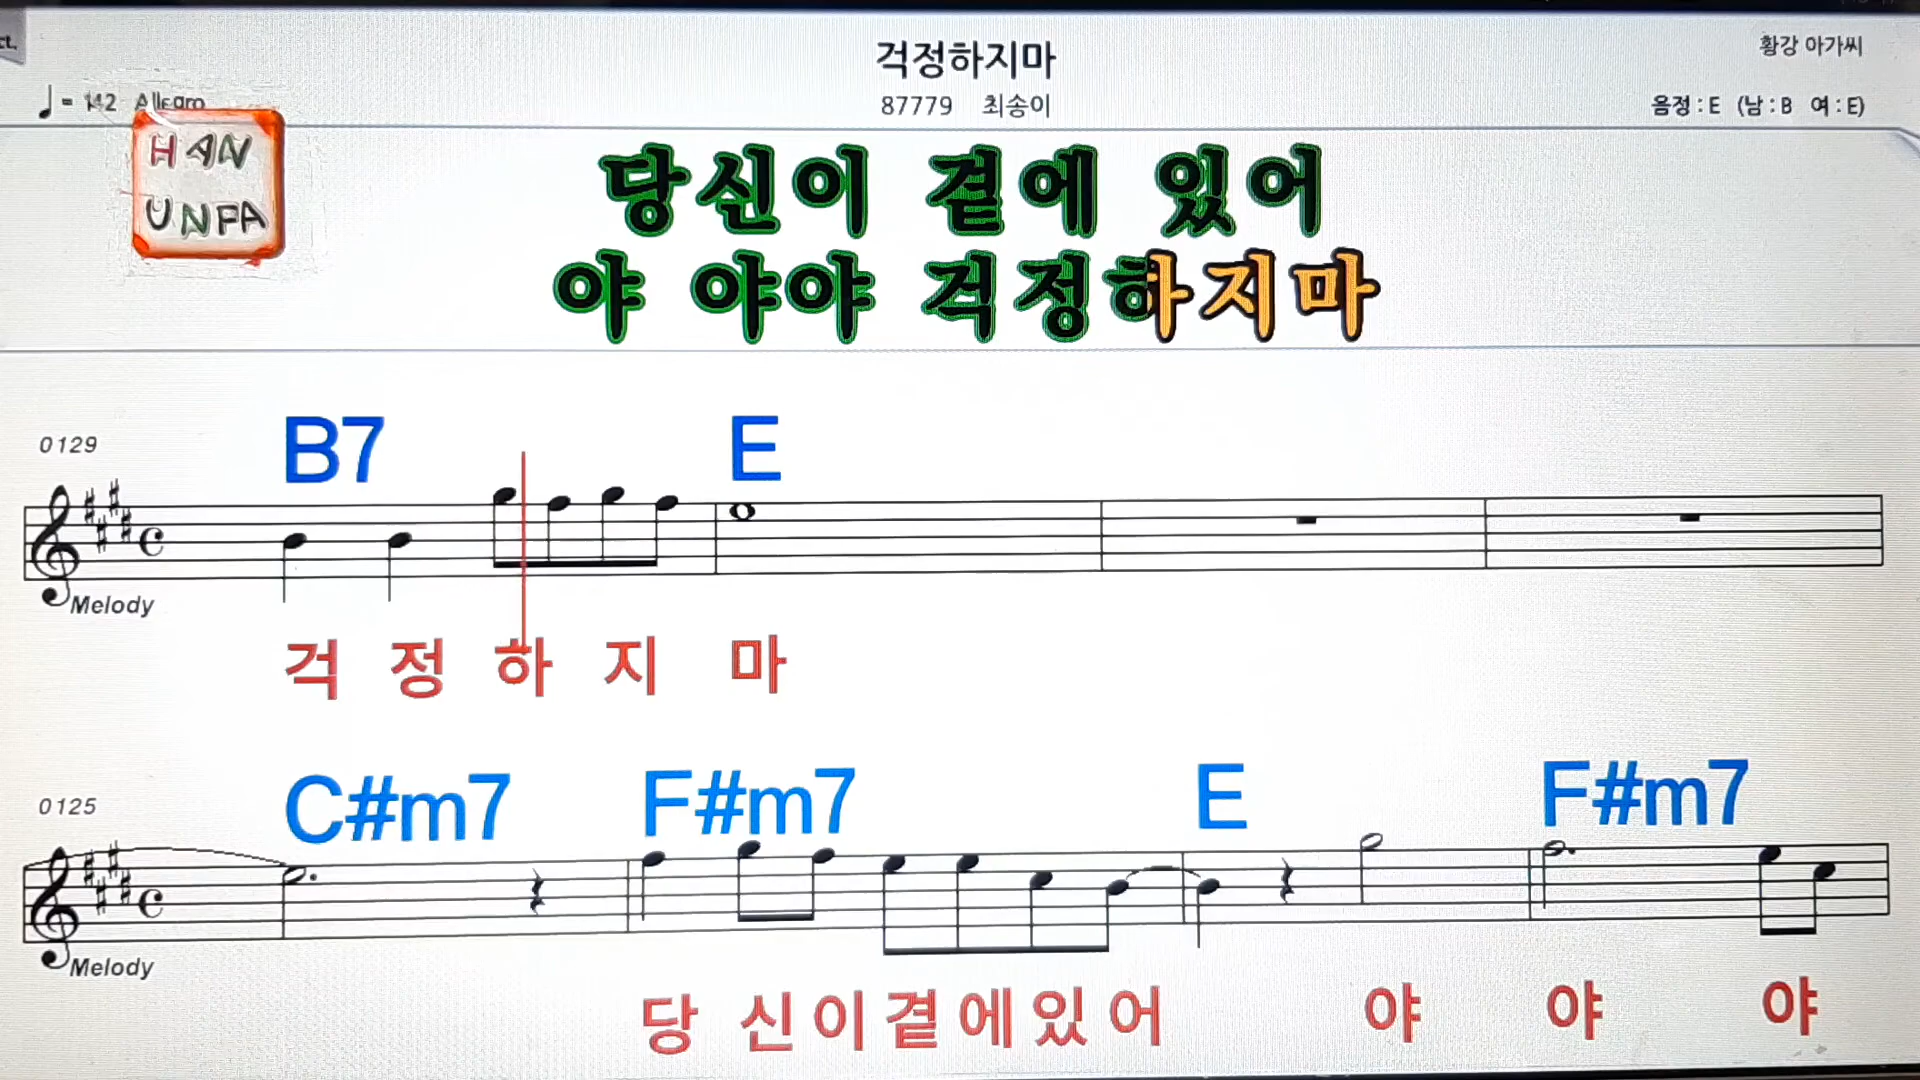 걱정하지마
황강 아가씨
= 142 Allegro
87779 최송이
음정 : E (남 : B 여 : E)
HAN
UNFA
당신이 곁에 있어
야 야야 걱정하지마
0129
B7 E
Melody
걱 정 하 지 마
0125
C#m7 F#m7 E F#m7
Melody
당 신 이 곁 에 있 어 야 야 야